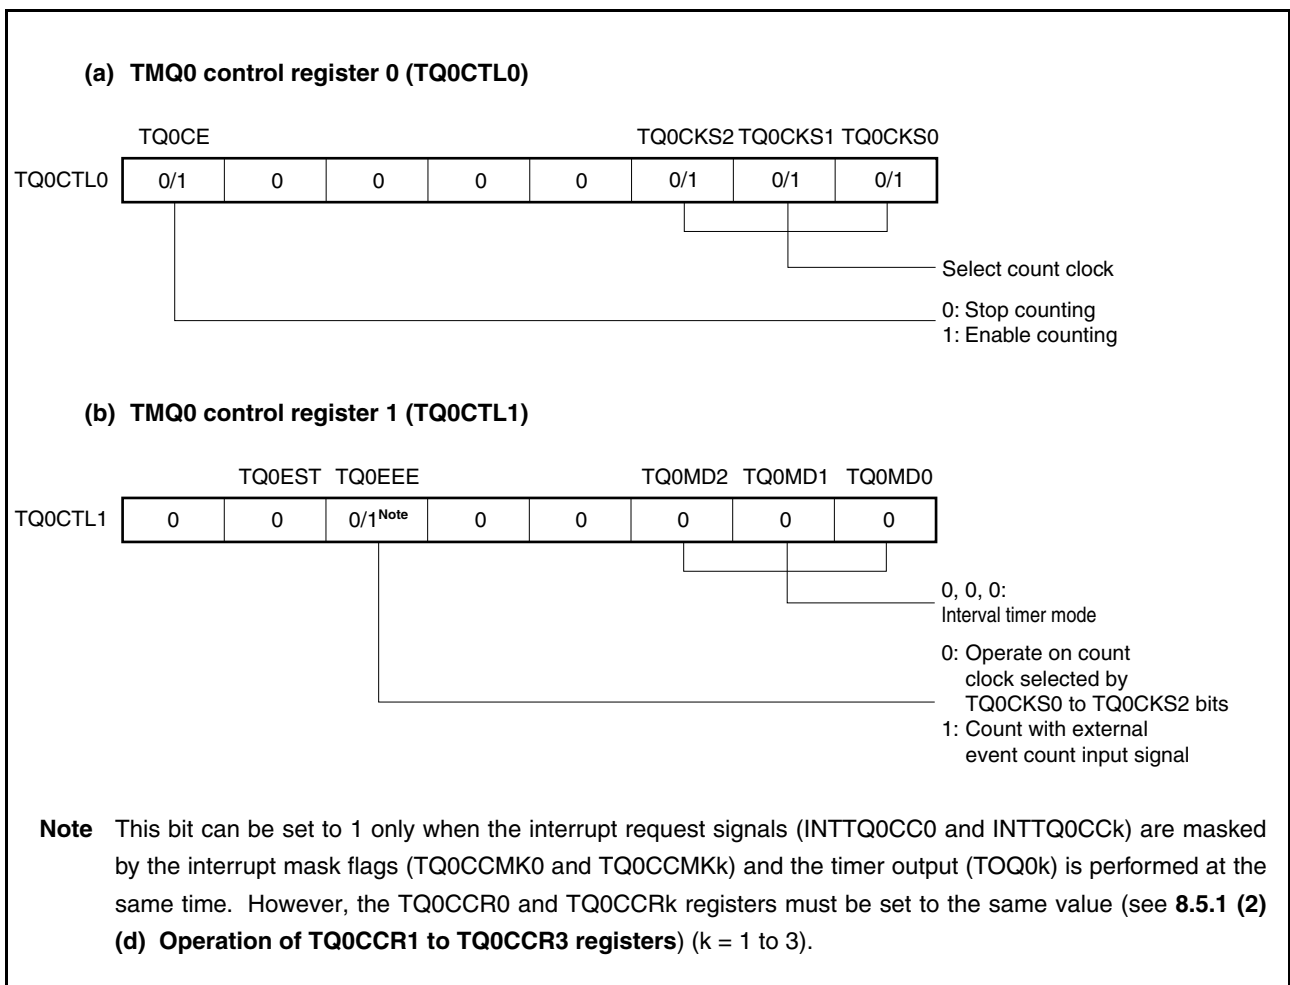 (a) TMQ0 control register 0 (TQ0CTL0)
TQ0CE TQ0CKS2 TQ0CKS1 TQ0CKS0
TQ0CTL0 0/1 0 0 0 0 0/1 0/1 0/1
Select count clock
0: Stop counting
1: Enable counting
(b) TMQ0 control register 1 (TQ0CTL1)
TQ0EST TQ0EEE TQ0MD2 TQ0MD1 TQ0MD0
TQ0CTL1 0 0 0/1Note 0 0 0 0 0
0, 0, 0:
Interval timer mode
0: Operate on count
clock selected by
TQ0CKS0 to TQ0CKS2 bits
1: Count with external
event count input signal
Note This bit can be set to 1 only when the interrupt request signals (INTTQ0CC0 and INTTQ0CCk) are masked
by the interrupt mask flags (TQ0CCMK0 and TQ0CCMKk) and the timer output (TOQ0k) is performed at the
same time. However, the TQ0CCR0 and TQ0CCRk registers must be set to the same value (see 8.5.1 (2)
(d) Operation of TQ0CCR1 to TQ0CCR3 registers) (k = 1 to 3).